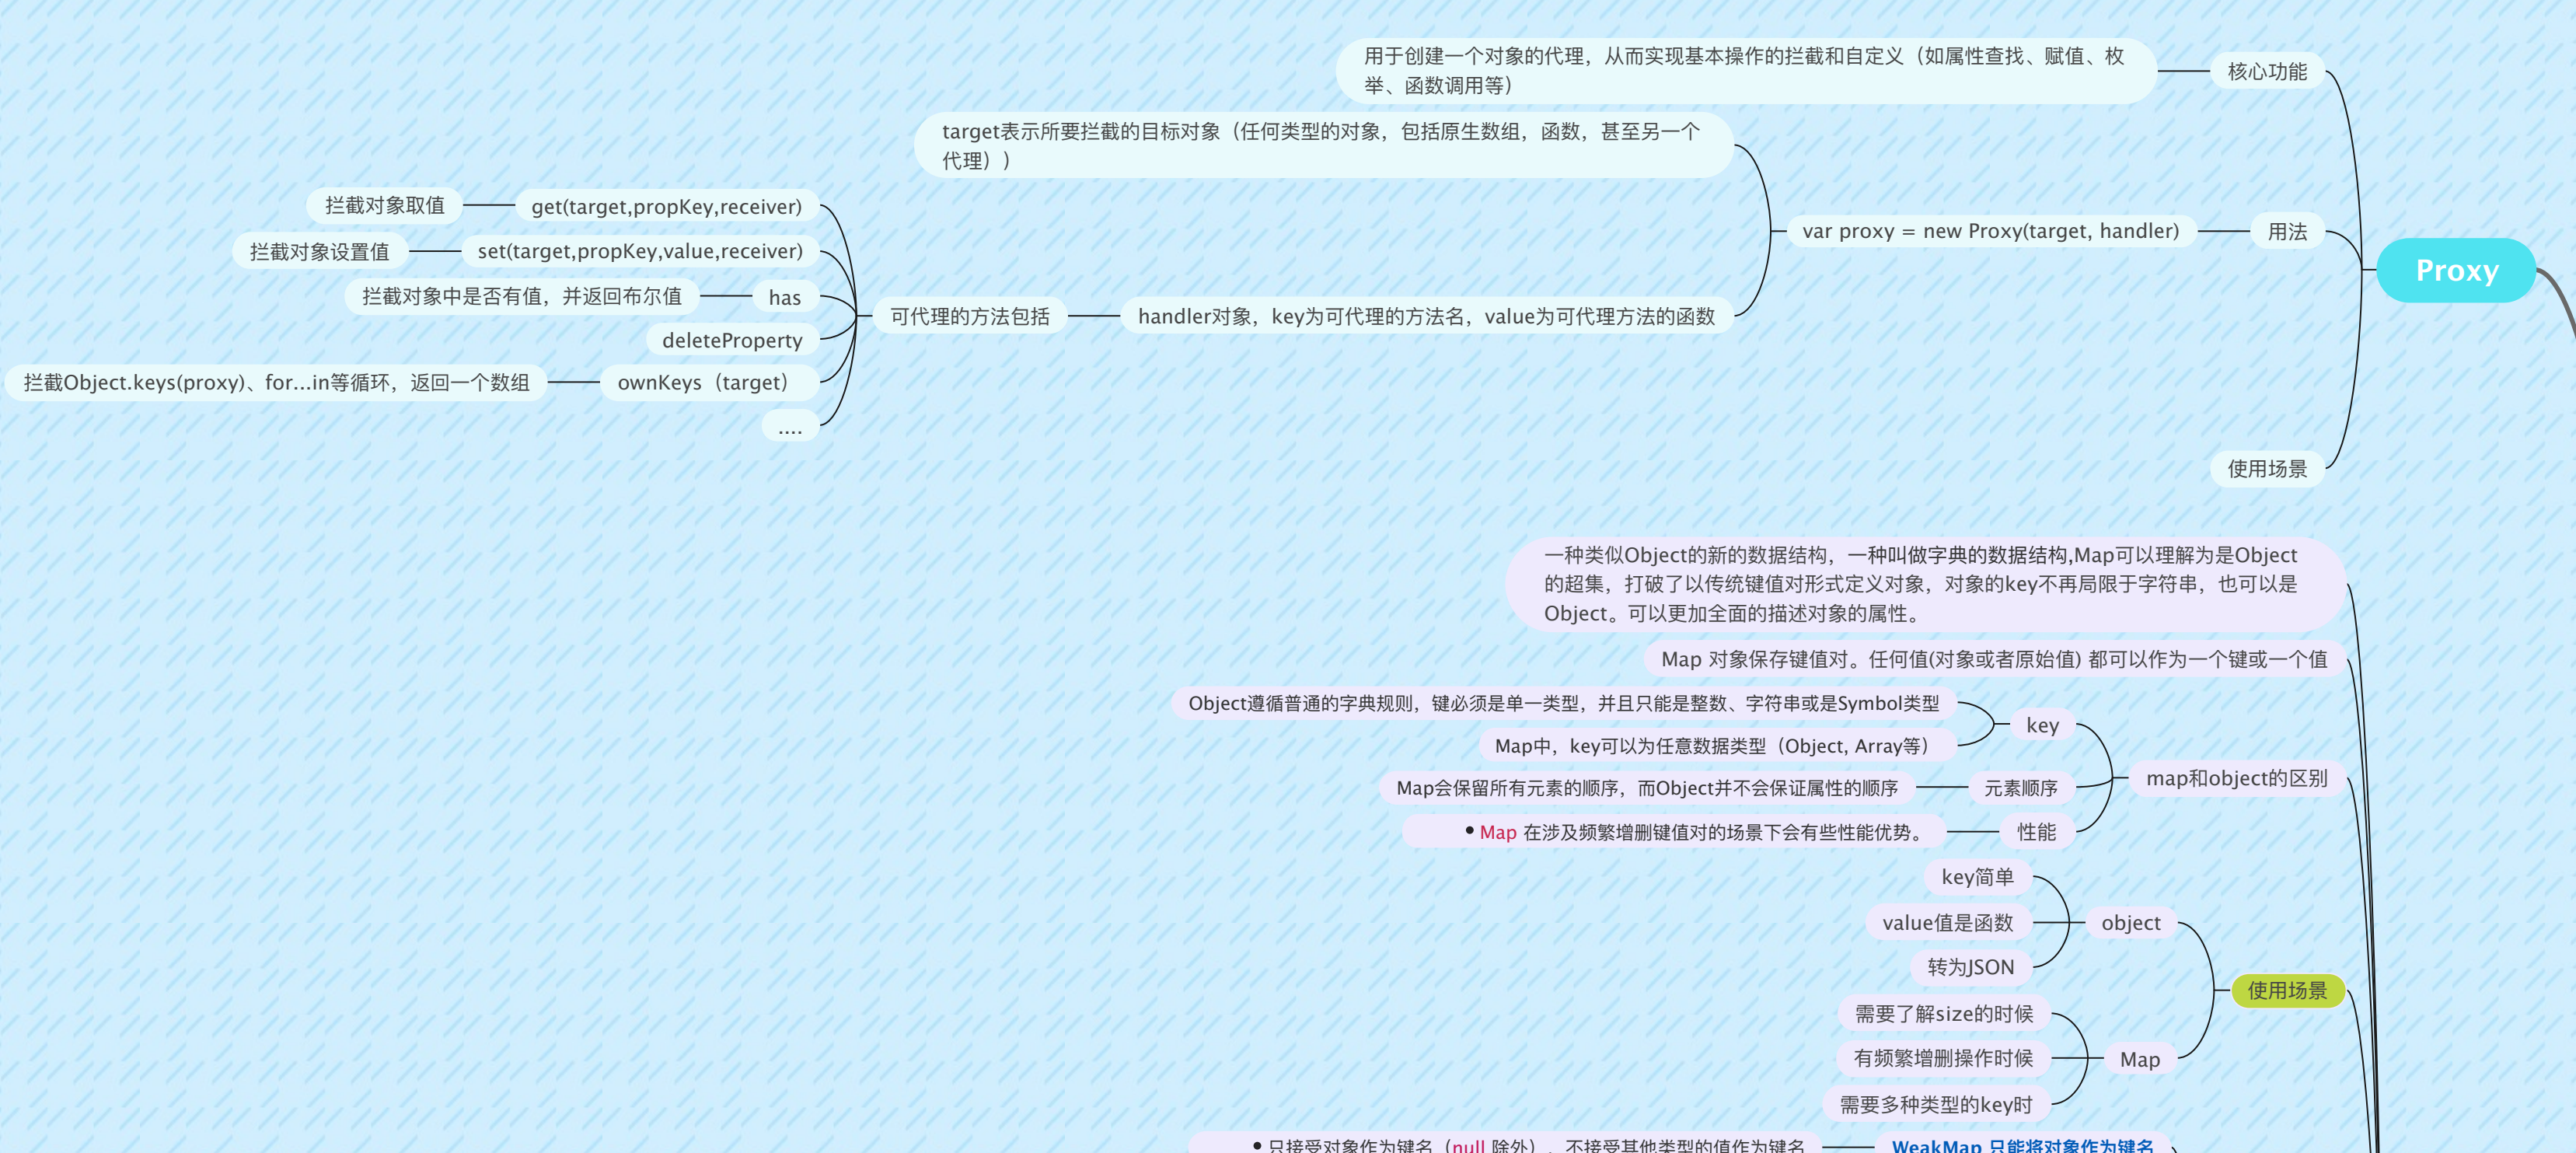 Proxy
核心功能
用于创建一个对象的代理，从而实现基本操作的拦截和自定义（如属性查找、赋值、枚
举、函数调用等）
用法
var proxy = new Proxy(target, handler)
target表示所要拦截的目标对象（任何类型的对象，包括原生数组，函数，甚至另一个
代理））
handler对象，key为可代理的方法名，value为可代理方法的函数
可代理的方法包括
get(target,propKey,receiver)
拦截对象取值
set(target,propKey,value,receiver)
拦截对象设置值
has
拦截对象中是否有值，并返回布尔值
deleteProperty
ownKeys（target）
拦截Object.keys(proxy)、for...in等循环，返回一个数组
....
使用场景
一种类似Object的新的数据结构，一种叫做字典的数据结构,Map可以理解为是Object
的超集，打破了以传统键值对形式定义对象，对象的key不再局限于字符串，也可以是
Object。可以更加全面的描述对象的属性。
Map 对象保存键值对。任何值(对象或者原始值) 都可以作为一个键或一个值
map和object的区别
key
Object遵循普通的字典规则，键必须是单一类型，并且只能是整数、字符串或是Symbol类型
Map中，key可以为任意数据类型（Object, Array等）
元素顺序
Map会保留所有元素的顺序，而Object并不会保证属性的顺序
性能
• Map 在涉及频繁增删键值对的场景下会有些性能优势。
使用场景
object
key简单
value值是函数
转为JSON
Map
需要了解size的时候
有频繁增删操作时候
需要多种类型的key时
WeakMap 只能将对象作为键名
• 只接受对象作为键名（null 除外），不接受其他类型的值作为键名